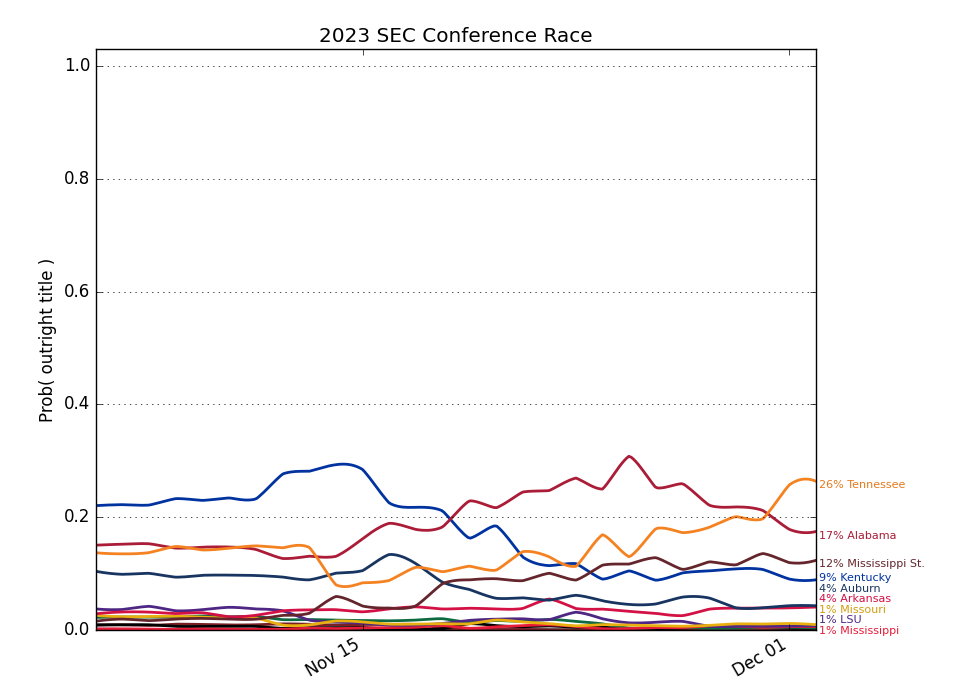 2023 SEC Conference Race
Prob( outright title )
1.0
0.8
0.6
0.4
0.2
0.0
Nov 15
Dec 01
26% Tennessee
17% Alabama
12% Mississippi St.
9% Kentucky
4% Auburn
4% Arkansas
1% Missouri
1% LSU
1% Mississippi